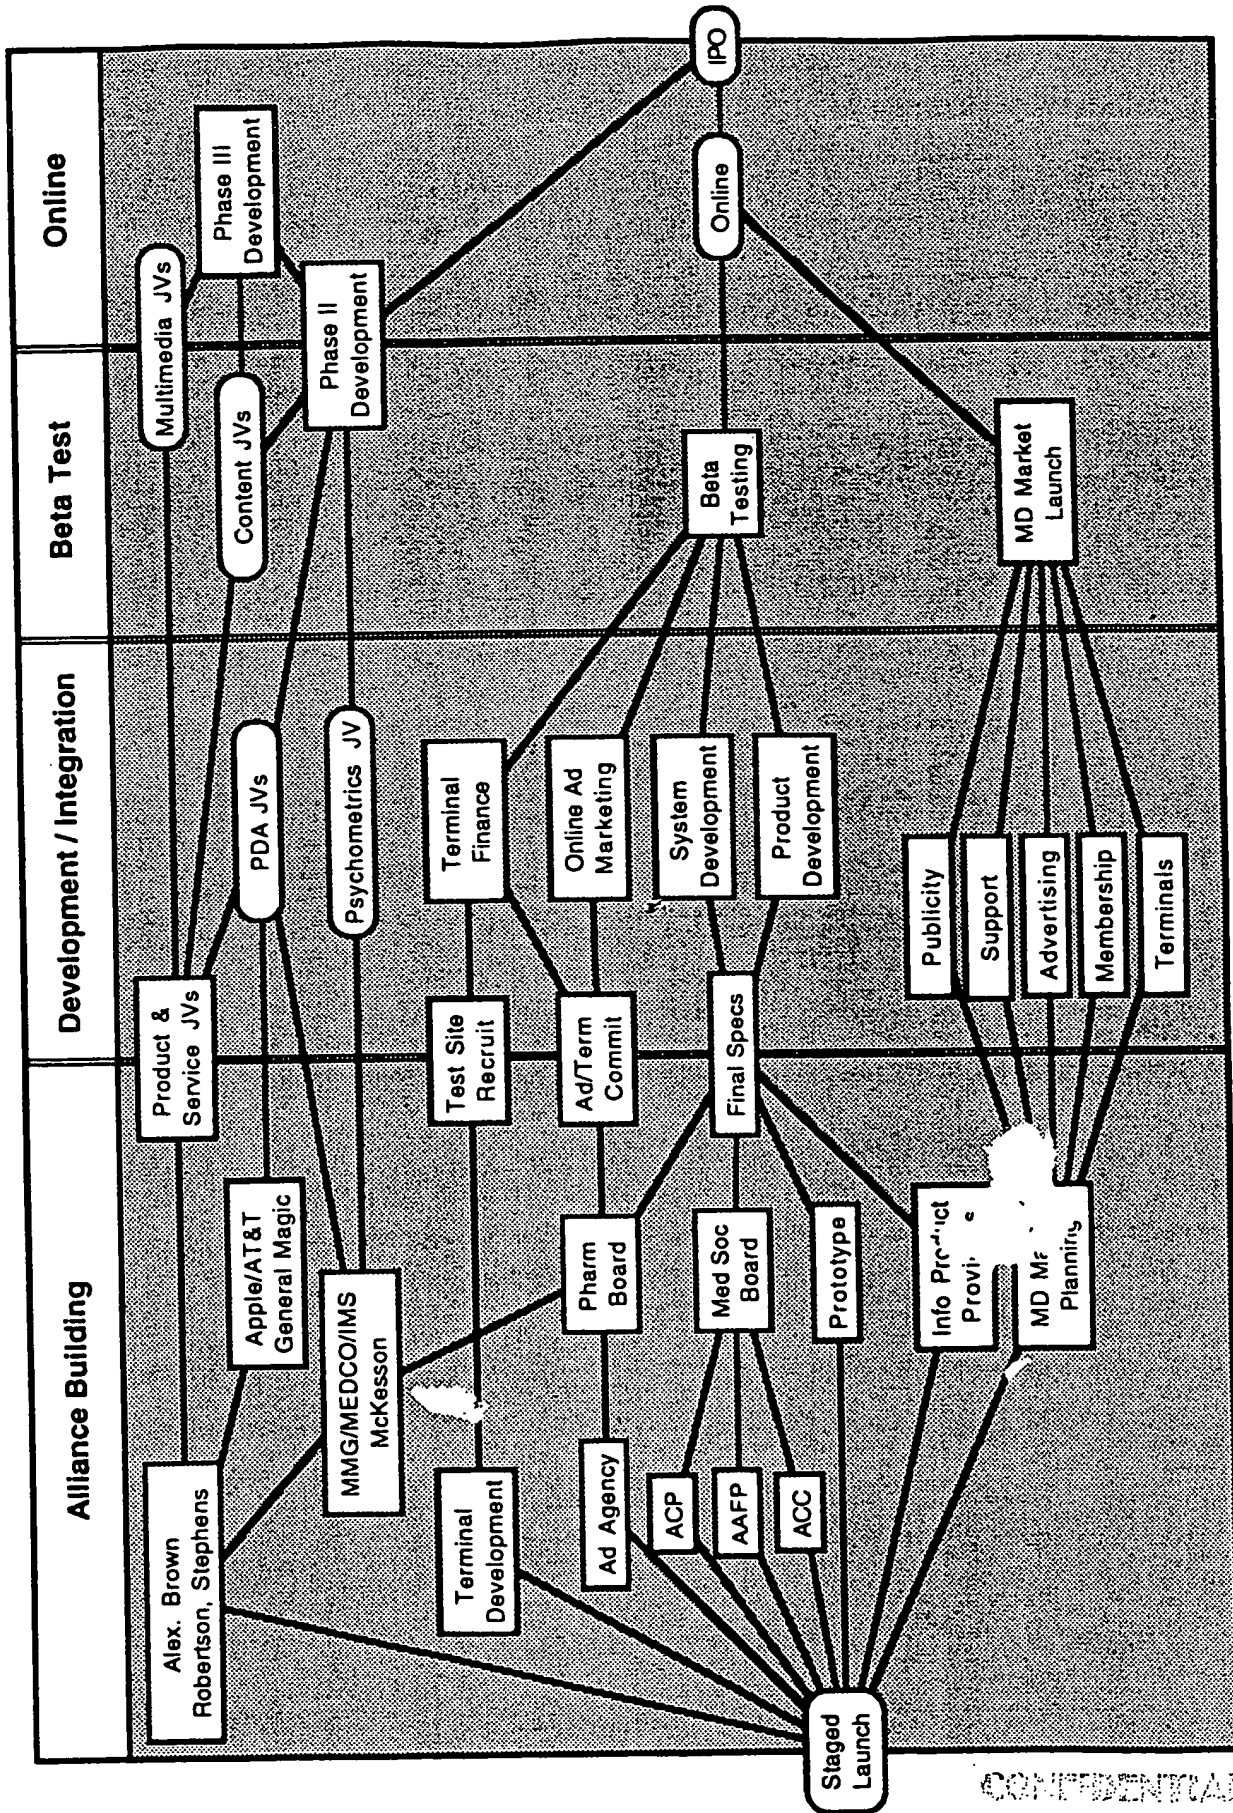 Alliance Building
Development / Integration
Beta Test
Online
Alex. Brown
Robertson, Stephens
Product &
Service JVs
Multimedia JVs
Phase III
Development
Apple/AT&T
General Magic
PDA JVs
Content JVs
MMG/MEDCO/IMS
McKesson
Psychometrics JV
Phase II
Development
Terminal
Development
Test Site
Recruit
Terminal
Finance
Ad Agency
Pharm
Board
Ad/Term
Commit
Online Ad
Marketing
ACP
AAFP
ACC
Med Soc
Board
Final Specs
System
Development
Beta
Testing
Online
IPO
Prototype
Product
Development
Staged
Launch
Info
MD
Planning
Publicity
Support
Advertising
Membership
Terminals
MD Market
Launch
CONFIDENTIAL